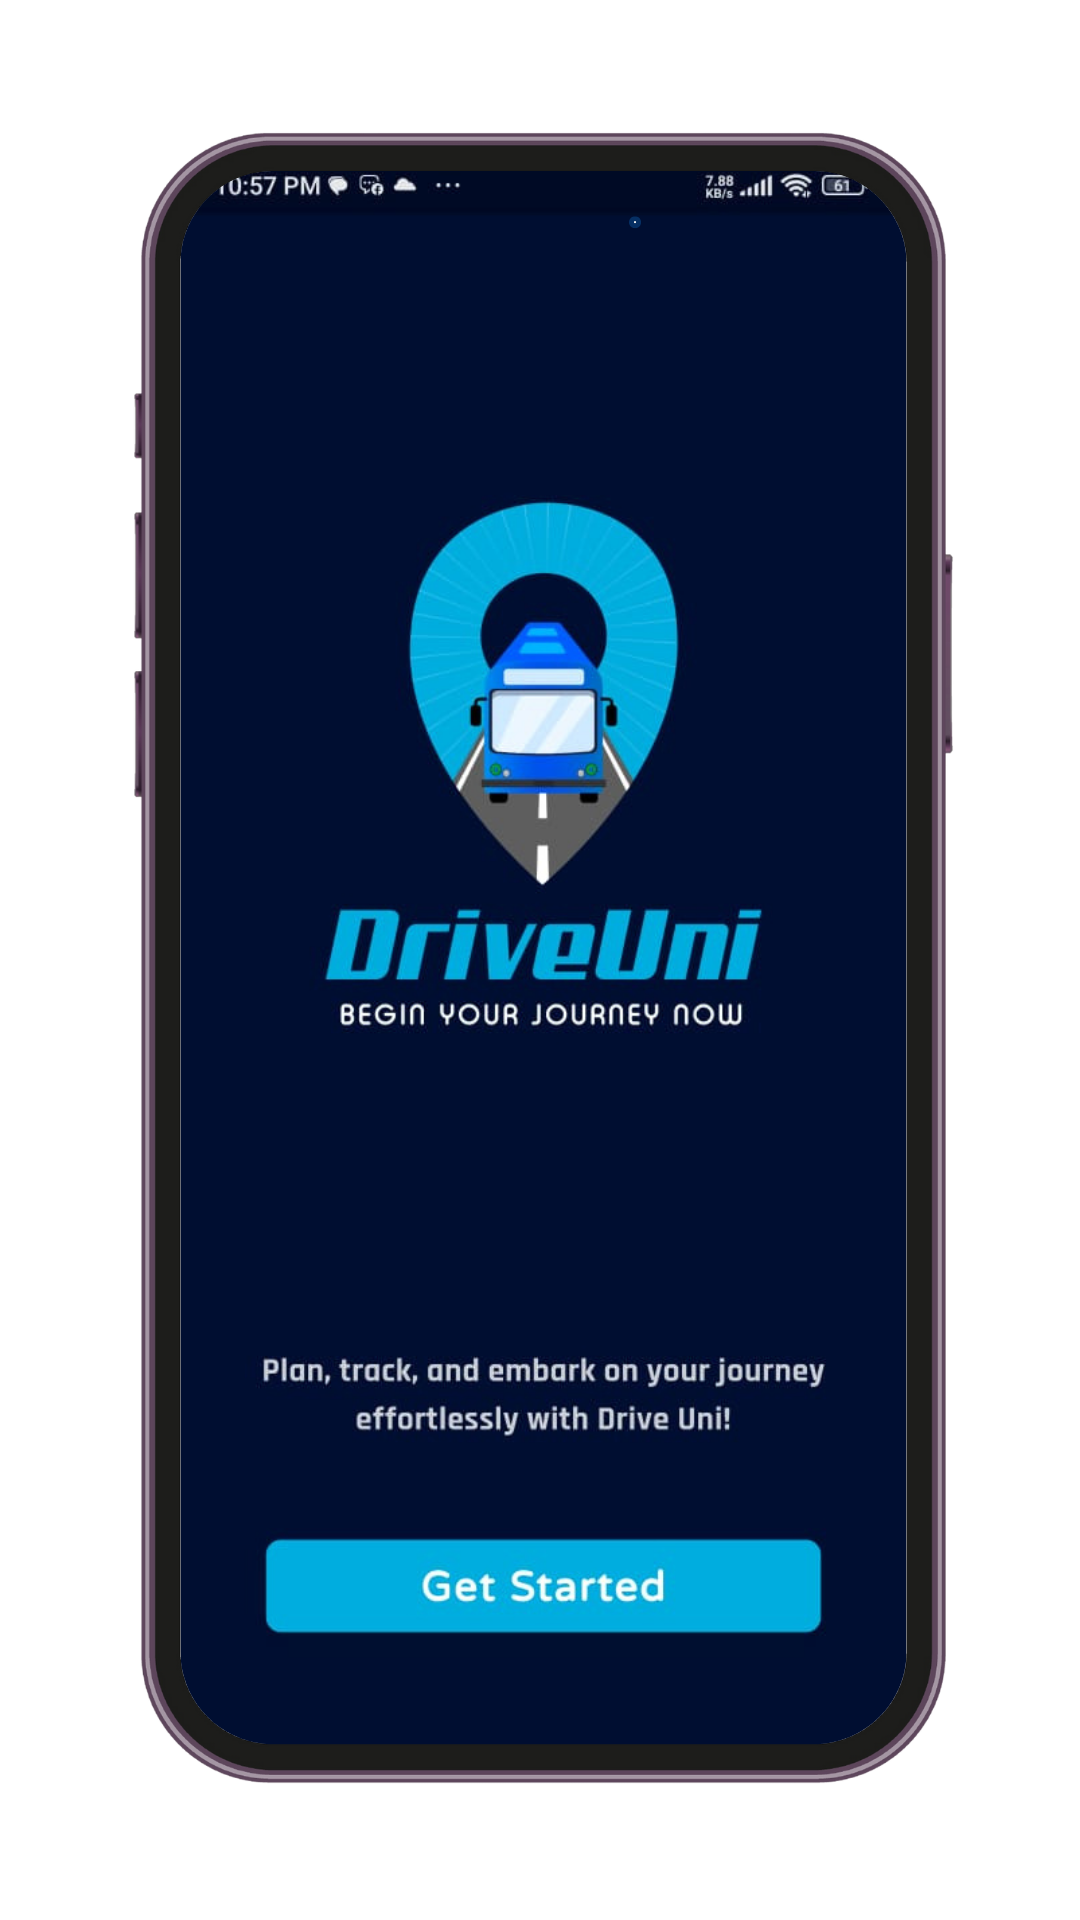 10:57 PM
7.88
KB/s
61
DriveUni
BEGIN YOUR JOURNEY NOW
Plan, track, and embark on your journey
effortlessly with Drive Uni!
Get Started